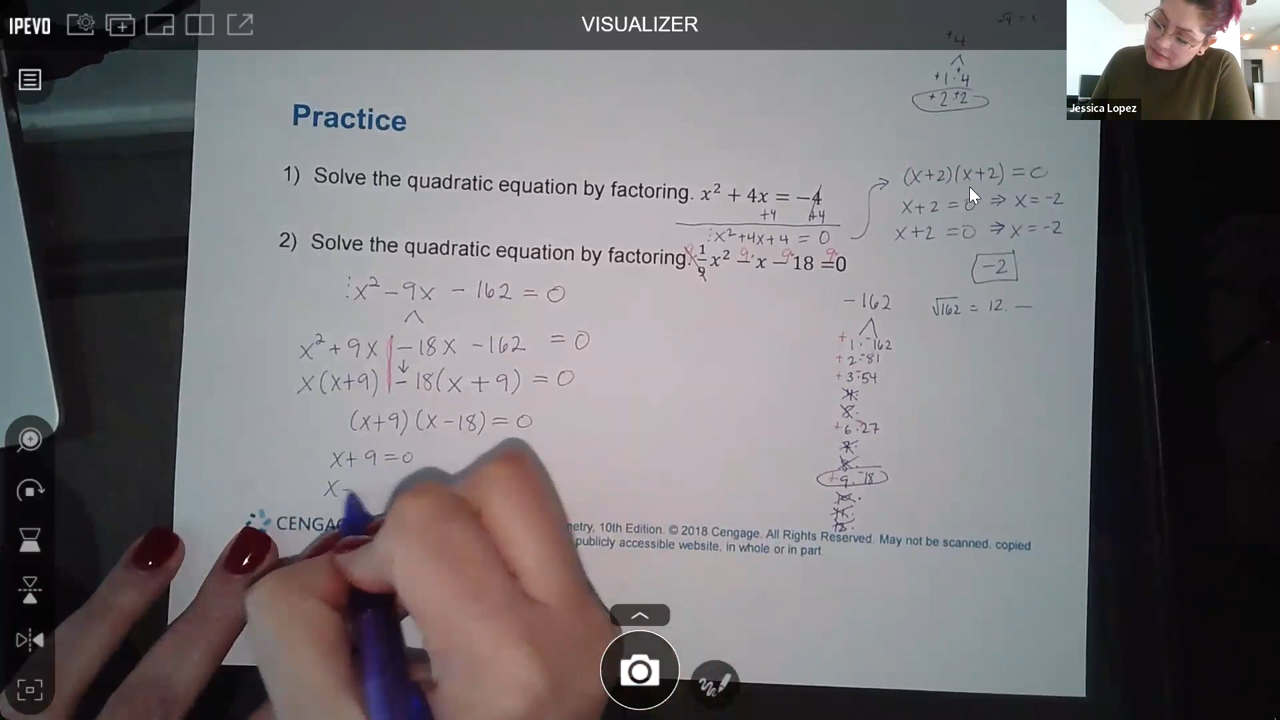 IPEVO
VISUALIZER
Jessica Lopez
+4
+1·+4
+2·+2
Practice
1) Solve the quadratic equation by factoring. x² + 4x = -4
+4 +4
x²+4x+4 = 0
(x+2)(x+2) = 0
x+2 = 0 ⇒ x = -2
x+2 = 0 ⇒ x = -2
-2
2) Solve the quadratic equation by factoring. 1/9 x² - x - 18 = 0
9· 9· 9·
x² - 9x - 162 = 0
x² + 9x - 18x - 162 = 0
x(x+9) - 18(x+9) = 0
(x+9)(x-18) = 0
x + 9 = 0
x -
-162
+1·-162
+2·-81
+3·-54
+6·-27
+9·-18
√162 = 12. —
CENGA
etry, 10th Edition. © 2018 Cengage. All Rights Reserved. May not be scanned, copied
publicly accessible website, in whole or in part.